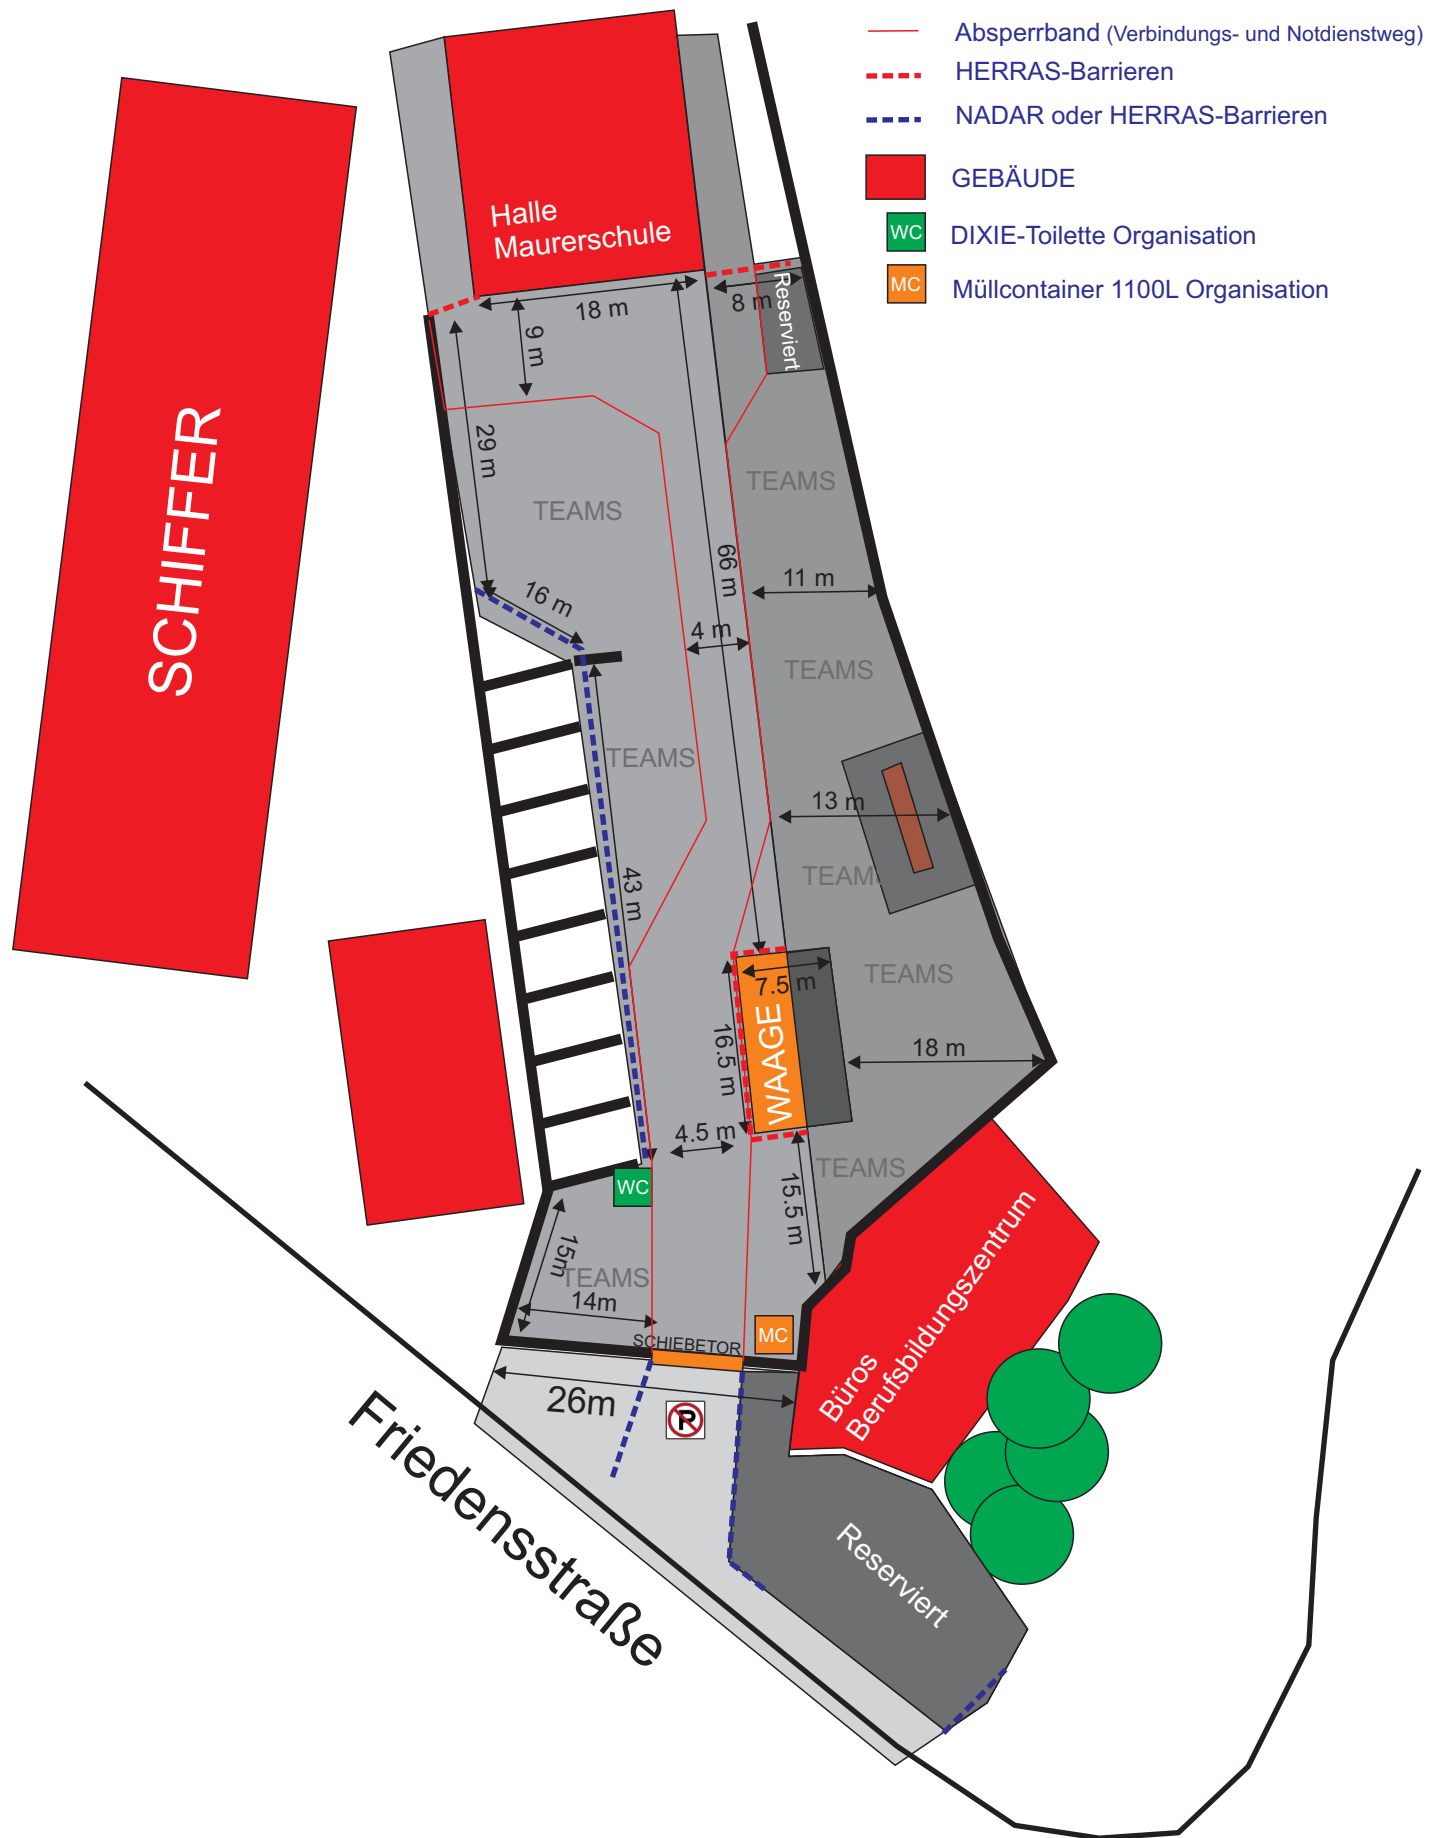 Absperrband (Verbindungs- und Notdienstweg)
HERRAS-Barrieren
NADAR oder HERRAS-Barrieren
GEBÄUDE
WC
DIXIE-Toilette Organisation
MC
Müllcontainer 1100L Organisation
Halle
Maurerschule
18 m
8 m
Reserviert
9 m
29 m
SCHIFFER
TEAMS
TEAMS
66 m
11 m
16 m
4 m
TEAMS
TEAMS
13 m
TEAMS
43 m
TEAMS
7.5 m
WAAGE
16.5 m
18 m
4.5 m
TEAMS
WC
15.5 m
15m
TEAMS
14m
SCHIEBETOR
MC
Büros
Berufsbildungszentrum
26m
P
Friedensstraße
Reserviert